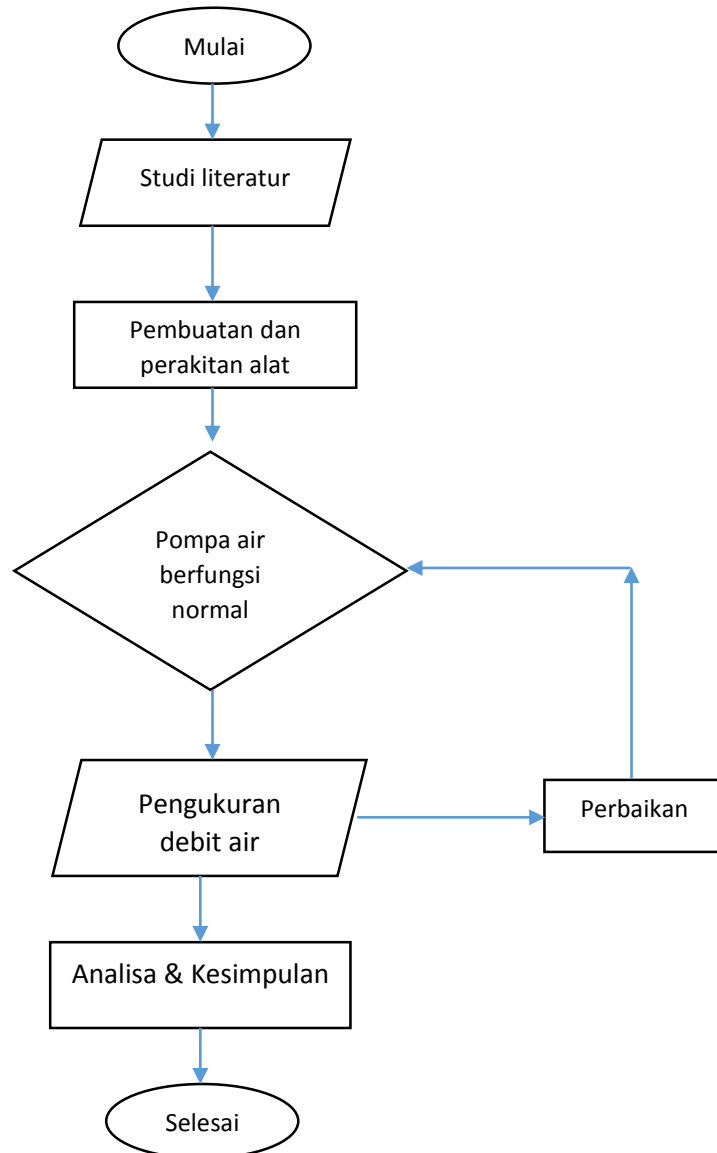 Mulai
Studi literatur
Pembuatan dan
perakitan alat
Pompa air
berfungsi
normal
Pengukuran
debit air
Perbaikan
Analisa & Kesimpulan
Selesai